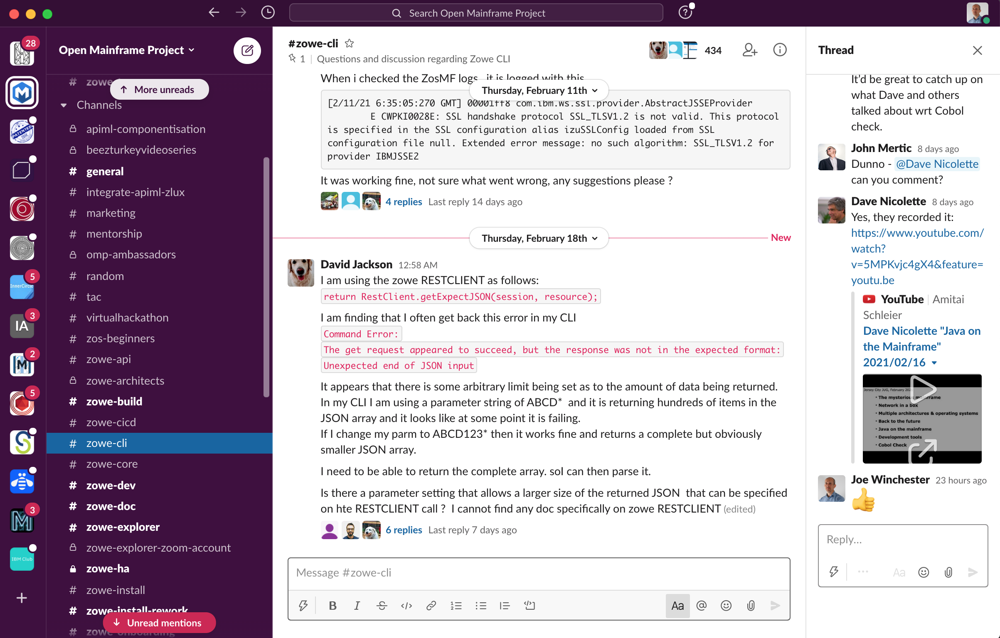 Search Open Mainframe Project
28
5
InnerCircle
PATENTED
IA
3
2
M
5
3
M
IBM Club
Open Mainframe Project
zowe-
More unreads
Channels
apiml-componentisation
beezturkeyvideoseries
# general
# integrate-apiml-zlux
# marketing
# mentorship
omp-ambassadors
# random
# tac
# virtualhackathon
# zos-beginners
# zowe-api
zowe-architects
# zowe-build
# zowe-cicd
# zowe-cli
# zowe-core
# zowe-dev
# zowe-doc
# zowe-explorer
zowe-explorer-zoom-account
zowe-ha
# zowe-install
# zowe-install-rework
Unread mentions
# zowe-onboarding
#zowe-cli
1 | Questions and discussion regarding Zowe CLI
434
When i checked the ZosMF logs, it is logged with this
Thursday, February 11th
[2/11/21 6:35:05:270 GMT] 00001ff8 com.ibm.ws.ssl.provider.AbstractJSSEProvider
E CWPKI0028E: SSL handshake protocol SSL_TLSV1.2 is not valid. This protocol
is specified in the SSL configuration alias izuSSLConfig loaded from SSL
configuration file null. Extended error message: no such algorithm: SSL_TLSV1.2 for
provider IBMJSSE2
It was working fine, not sure what went wrong, any suggestions please ?
4 replies Last reply 14 days ago
Thursday, February 18th
New
David Jackson 12:58 AM
I am using the zowe RESTCLIENT as follows:
return RestClient.getExpectJSON(session, resource);
I am finding that I often get back this error in my CLI
Command Error:
The get request appeared to succeed, but the response was not in the expected format:
Unexpected end of JSON input
It appears that there is some arbitrary limit being set as to the amount of data being returned.
In my CLI I am using a parameter string of ABCD* and it is returning hundreds of items in the
JSON array and it looks like at some point it is failing.
If I change my parm to ABCD123* then it works fine and returns a complete but obviously
smaller JSON array.
I need to be able to return the complete array. soI can then parse it.
Is there a parameter setting that allows a larger size of the returned JSON that can be specified
on hte RESTCLIENT call ? I cannot find any doc specifically on zowe RESTCLIENT (edited)
6 replies Last reply 7 days ago
Message #zowe-cli
B I S </> Aa @
Thread
It'd be great to catch up on
what Dave and others
talked about wrt Cobol
check.
John Mertic 8 days ago
Dunno - @Dave Nicolette
can you comment?
Dave Nicolette 8 days ago
Yes, they recorded it:
https://www.youtube.com/
watch?
v=5MPKvjc4gX4&feature=
youtu.be
YouTube | Amitai
Schleier
Dave Nicolette "Java on
the Mainframe"
2021/02/16
Jersey City JUG, February 2021
• The mysterious mainframe
• Network in a box
• Multiple architectures & operating systems
• Back to the future
• Java on the mainframe
• Development tools
• Cobol Check
Joe Winchester 23 hours ago
Reply...
Aa